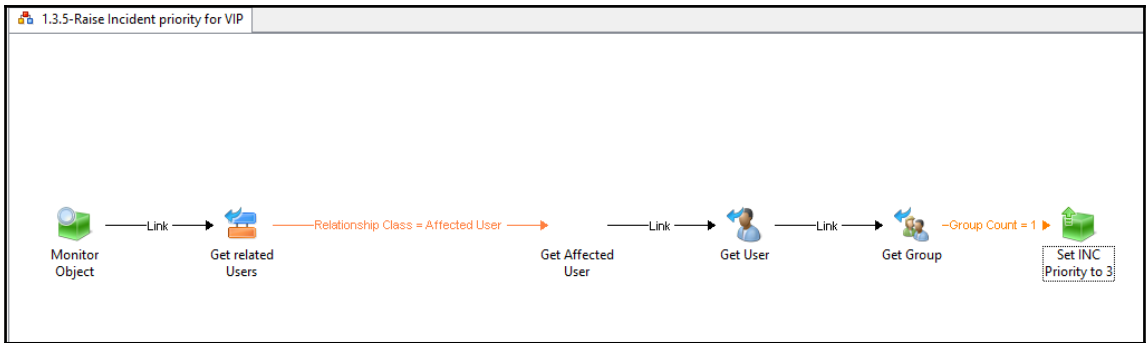 1.3.5-Raise Incident priority for VIP
Link
Relationship Class = Affected User
Link
Link
Group Count = 1
Monitor
Object
Get related
Users
Get Affected
User
Get User
Get Group
Set INC
Priority to 3